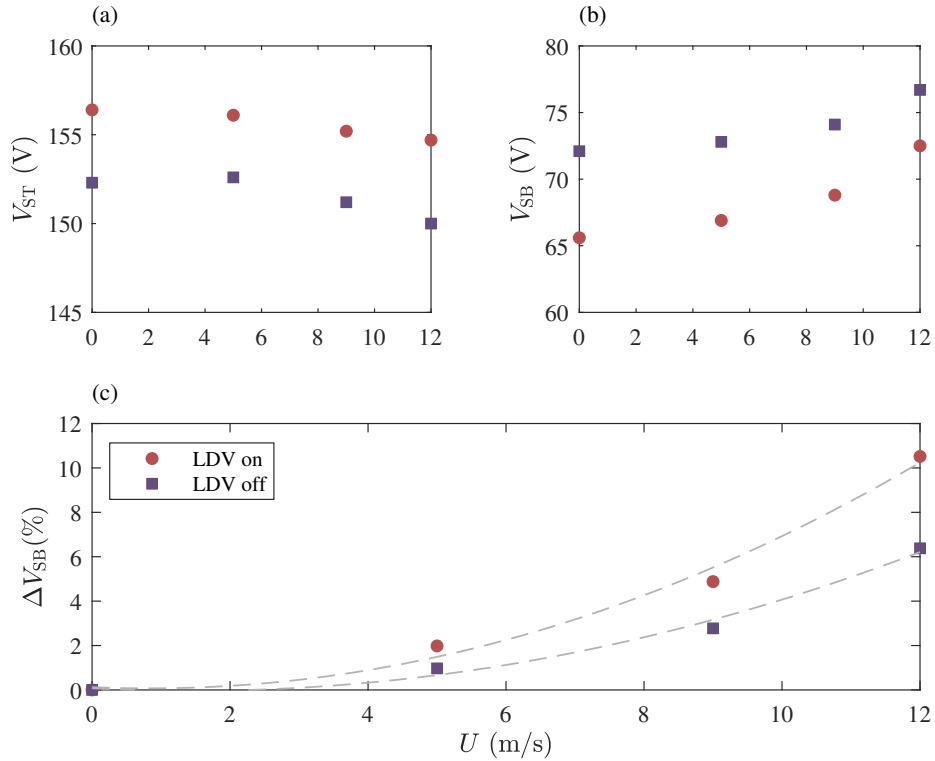 (a)
160
155
150
145
V_ST (V)
0 2 4 6 8 10 12
(b)
80
75
70
65
60
V_SB (V)
0 2 4 6 8 10 12
(c)
12
10
8
6
4
2
0
ΔV_SB(%)
LDV on
LDV off
0 2 4 6 8 10 12
U (m/s)